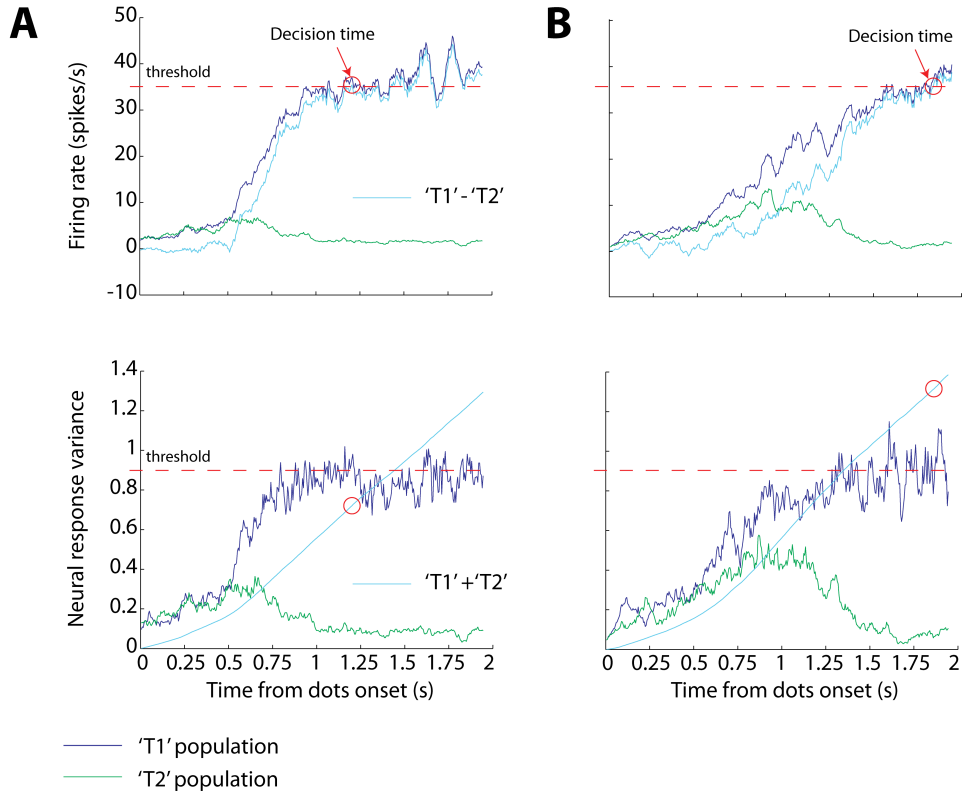 A
B
50
40
30
20
10
0
-10
Firing rate (spikes/s)
Decision time
threshold
'T1' - 'T2'
Decision time
1.4
1.2
1
0.8
0.6
0.4
0.2
0
Neural response variance
threshold
'T1' + 'T2'
0 0.25 0.5 0.75 1 1.25 1.5 1.75 2
Time from dots onset (s)
0.25 0.5 0.75 1 1.25 1.5 1.75 2
Time from dots onset (s)
'T1' population
'T2' population